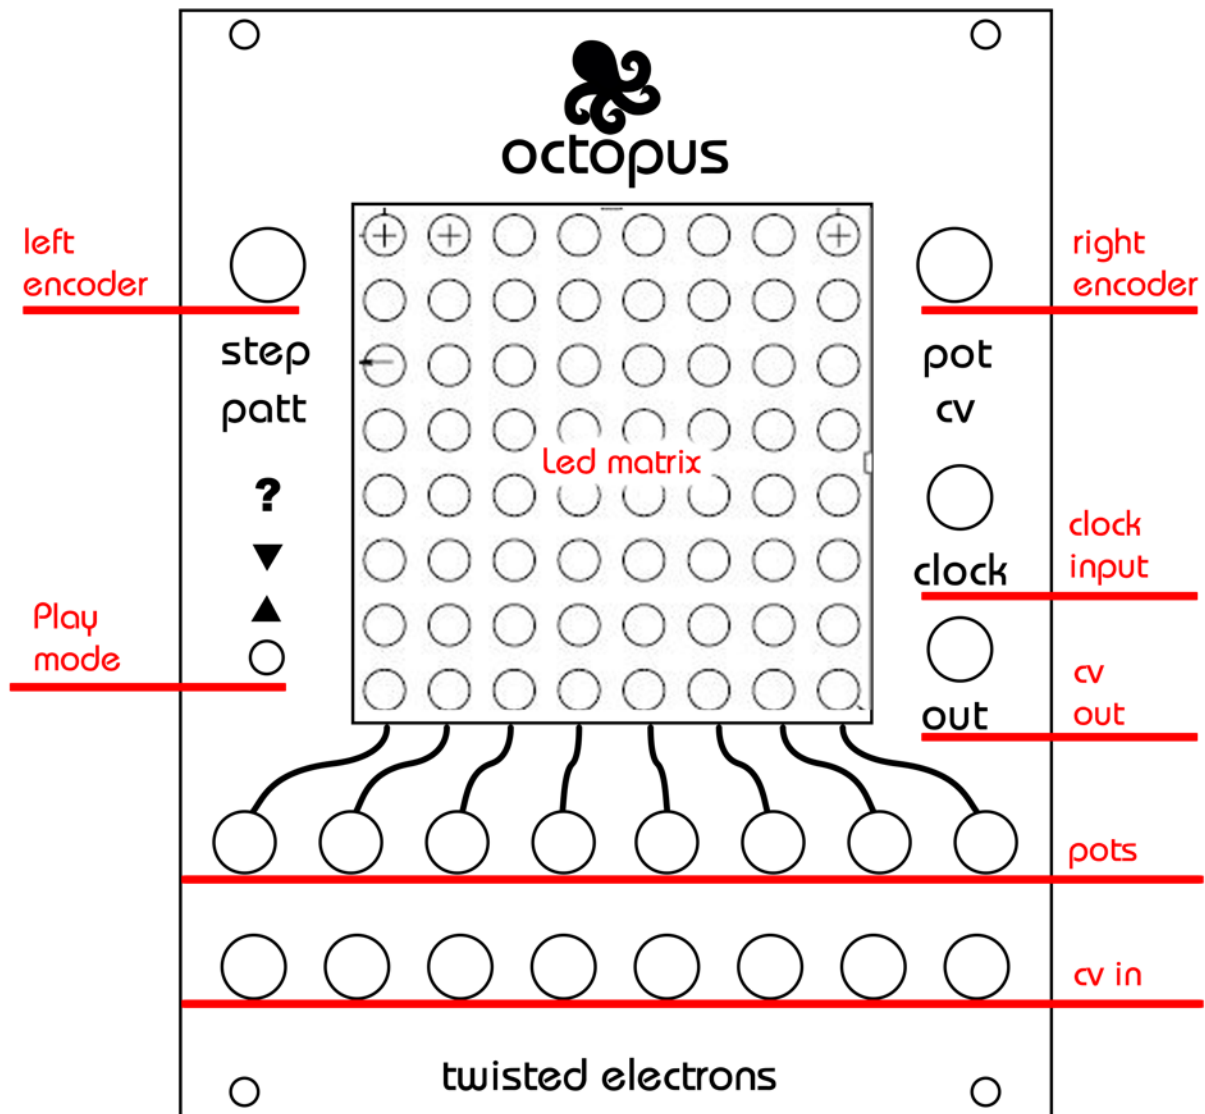 octopus
left
encoder
right
encoder
step
patt
pot
cv
?
Led matrix
clock
input
clock
Play
mode
cv
out
out
pots
cv in
twisted electrons